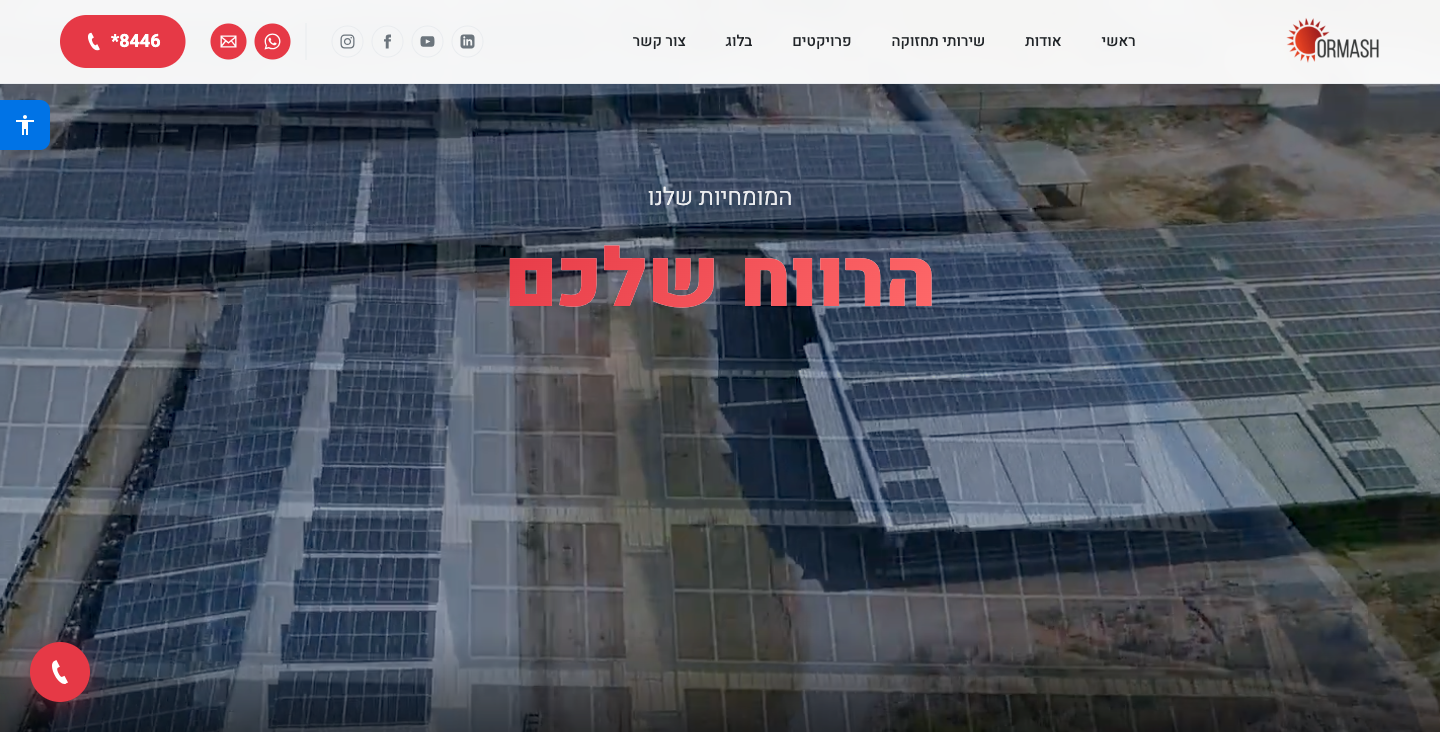 ORMASH
ראשי
אודות
שירותי תחזוקה
פרויקטים
בלוג
צור קשר
*8446
המומחיות שלנו
הרווח שלכם